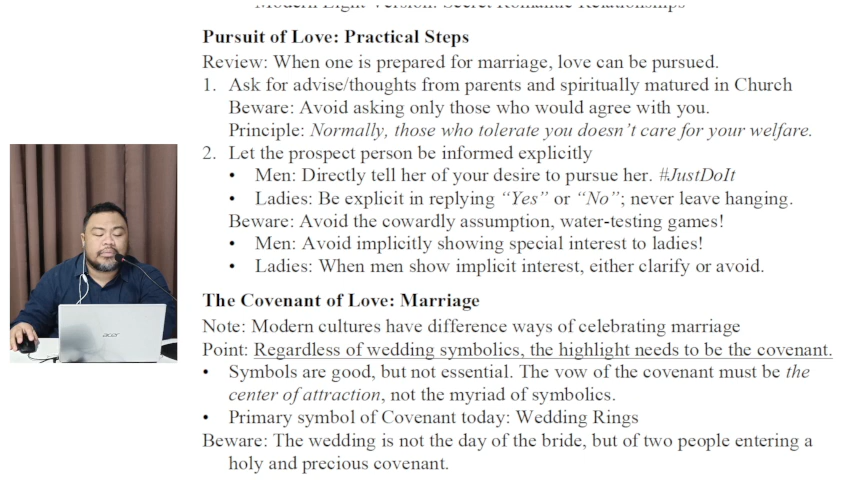 Modern Light Version: Secret Romantic Relationships
Pursuit of Love: Practical Steps
Review: When one is prepared for marriage, love can be pursued.
1. Ask for advise/thoughts from parents and spiritually matured in Church
Beware: Avoid asking only those who would agree with you.
Principle: Normally, those who tolerate you doesn't care for your welfare.
2. Let the prospect person be informed explicitly
• Men: Directly tell her of your desire to pursue her. #JustDoIt
• Ladies: Be explicit in replying "Yes" or "No"; never leave hanging.
Beware: Avoid the cowardly assumption, water-testing games!
• Men: Avoid implicitly showing special interest to ladies!
• Ladies: When men show implicit interest, either clarify or avoid.
The Covenant of Love: Marriage
Note: Modern cultures have difference ways of celebrating marriage
Point: Regardless of wedding symbolics, the highlight needs to be the covenant.
• Symbols are good, but not essential. The vow of the covenant must be the
center of attraction, not the myriad of symbolics.
• Primary symbol of Covenant today: Wedding Rings
Beware: The wedding is not the day of the bride, but of two people entering a
holy and precious covenant.
acer